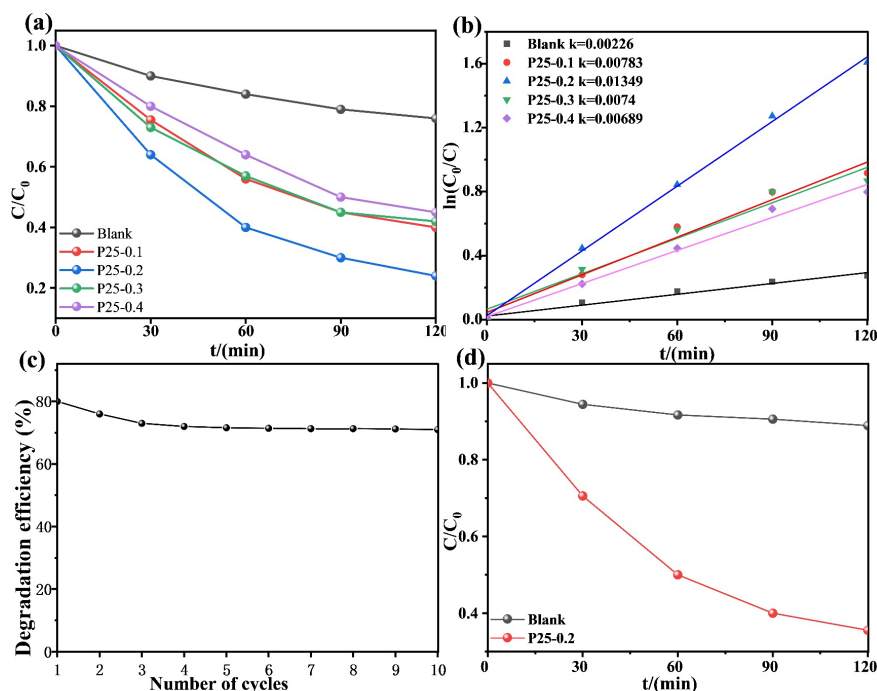 (a)
1.0
0.8
0.6
0.4
0.2
C/C₀
Blank
P25-0.1
P25-0.2
P25-0.3
P25-0.4
0 30 60 90 120
t/(min)
(b)
1.6
1.2
0.8
0.4
0.0
ln(C₀/C)
Blank k=0.00226
P25-0.1 k=0.00783
P25-0.2 k=0.01349
P25-0.3 k=0.0074
P25-0.4 k=0.00689
0 30 60 90 120
t/(min)
(c)
80
60
40
20
0
Degradation efficiency (%)
1 2 3 4 5 6 7 8 9 10
Number of cycles
(d)
1.0
0.8
0.6
0.4
C/C₀
Blank
P25-0.2
0 30 60 90 120
t/(min)